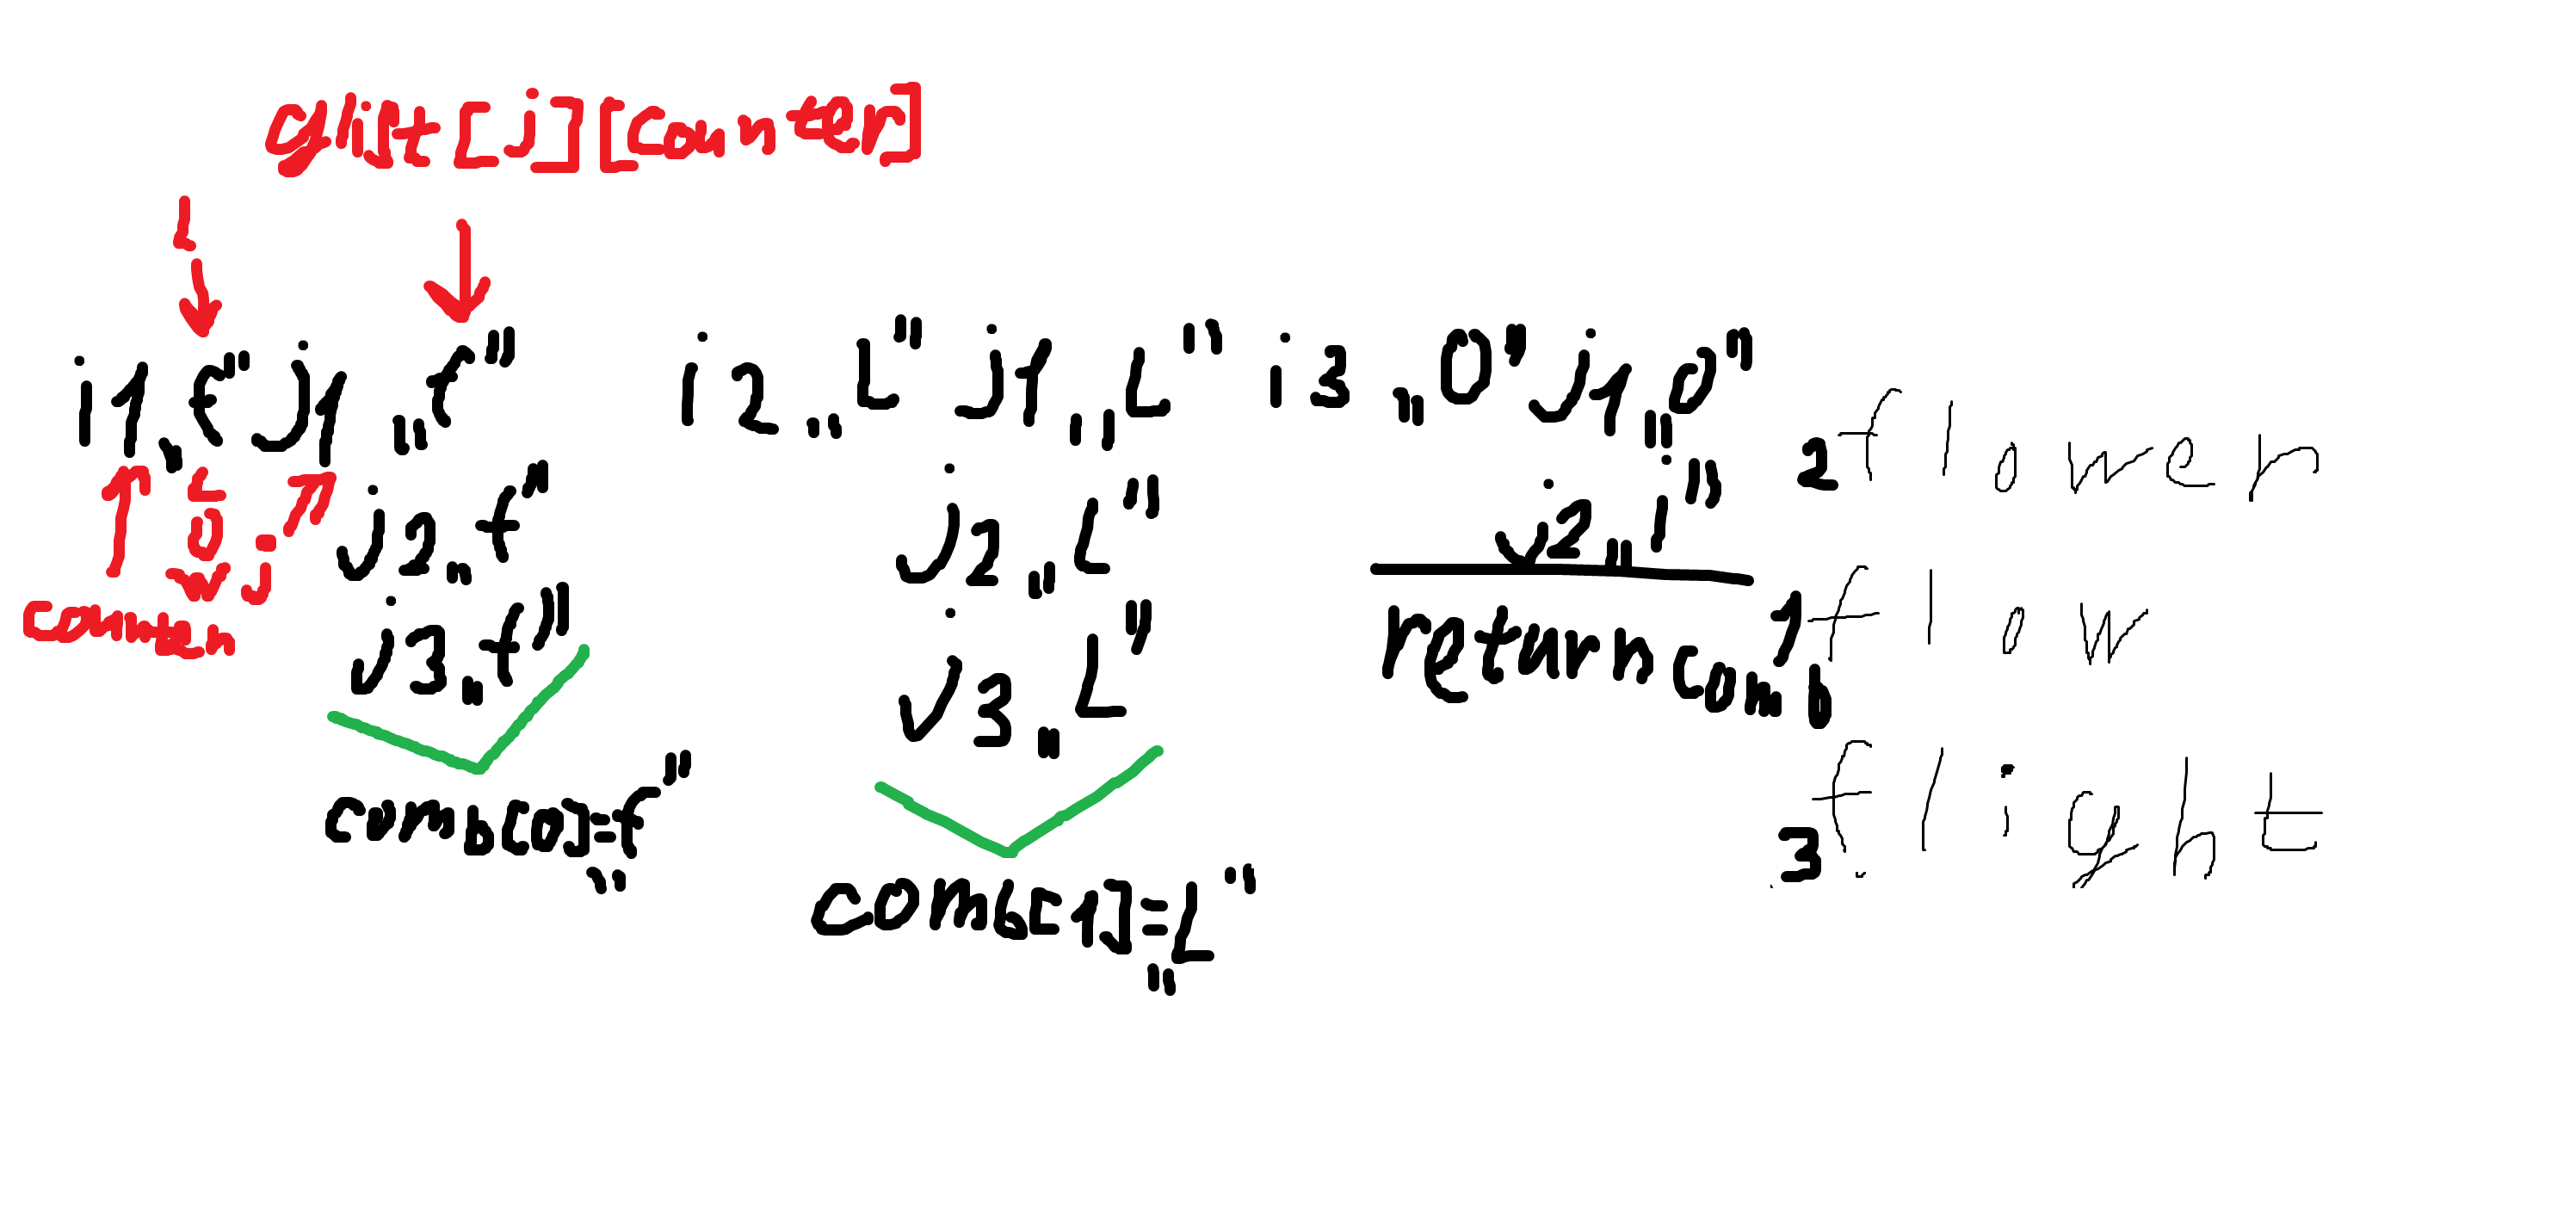 glist[j][counter]
i
i1 „f" j1 „f" i2 „L" j1 „L" i3 „O" j1 „O"
j2 „f" j2 „L" j2 „i"
j3 „f" j3 „L"
counter
j
return comb
comb[0]=„f"
comb[1]=„L"
2 flower
1 flow
3 flight